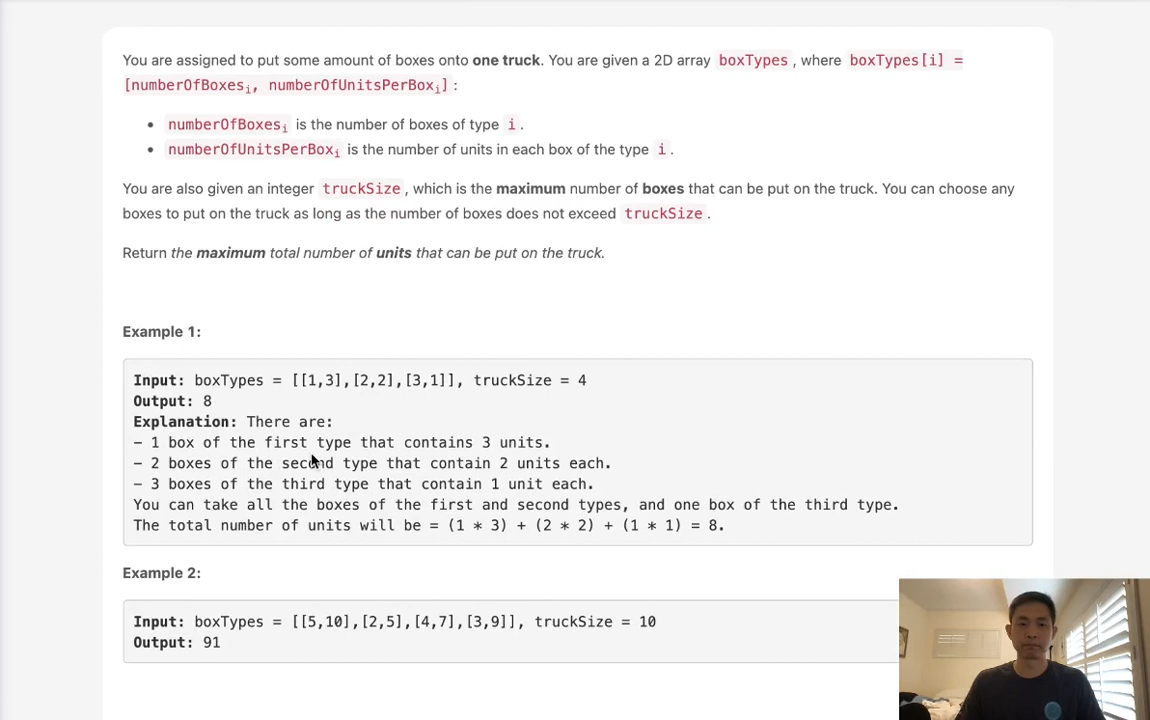 You are assigned to put some amount of boxes onto one truck. You are given a 2D array boxTypes, where boxTypes[i] =
[numberOfBoxesi, numberOfUnitsPerBoxi]:
• numberOfBoxesi is the number of boxes of type i.
• numberOfUnitsPerBoxi is the number of units in each box of the type i.
You are also given an integer truckSize, which is the maximum number of boxes that can be put on the truck. You can choose any
boxes to put on the truck as long as the number of boxes does not exceed truckSize.
Return the maximum total number of units that can be put on the truck.
Example 1:
Input: boxTypes = [[1,3],[2,2],[3,1]], truckSize = 4
Output: 8
Explanation: There are:
- 1 box of the first type that contains 3 units.
- 2 boxes of the second type that contain 2 units each.
- 3 boxes of the third type that contain 1 unit each.
You can take all the boxes of the first and second types, and one box of the third type.
The total number of units will be = (1 * 3) + (2 * 2) + (1 * 1) = 8.
Example 2:
Input: boxTypes = [[5,10],[2,5],[4,7],[3,9]], truckSize = 10
Output: 91